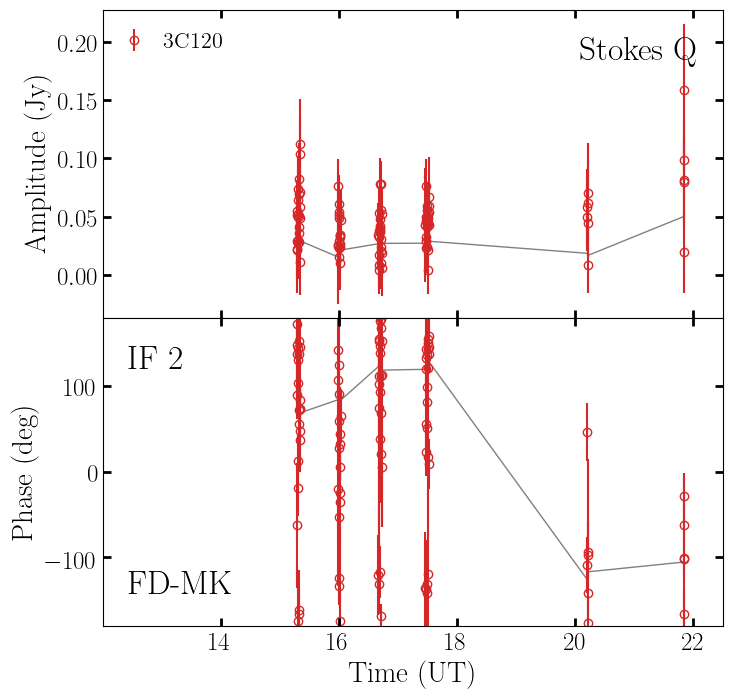 3C120
Stokes Q
0.20
0.15
0.10
0.05
0.00
Amplitude (Jy)
IF 2
100
0
−100
Phase (deg)
FD-MK
14 16 18 20 22
Time (UT)